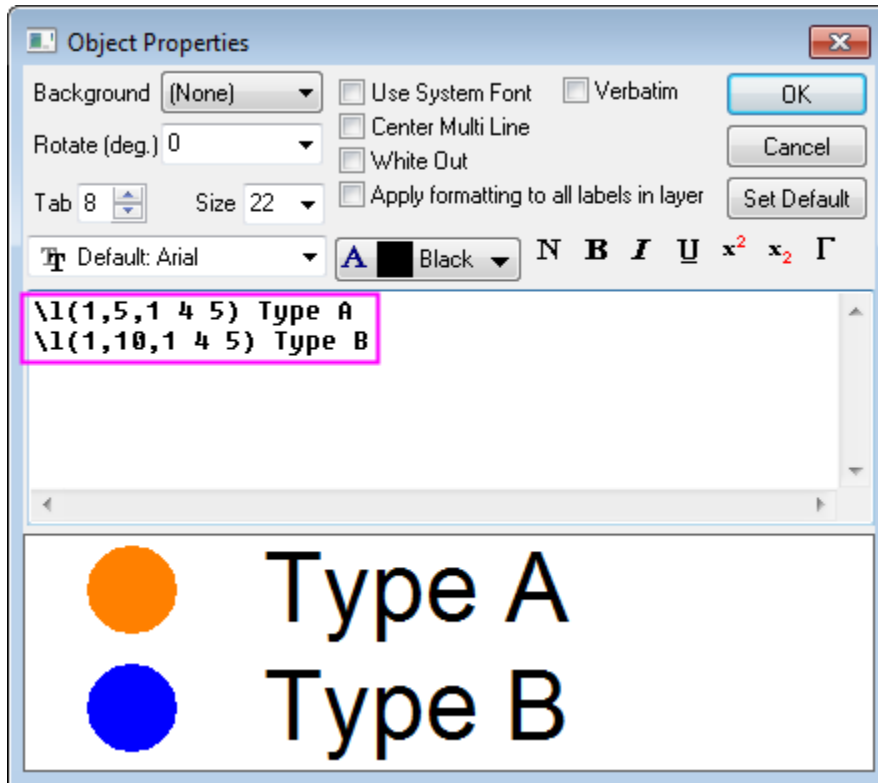 Object Properties
Background (None) Use System Font Verbatim OK
Center Multi Line
Rotate (deg.) 0 White Out Cancel
Tab 8 Size 22 Apply formatting to all labels in layer Set Default
Default: Arial A Black N B I U x² x₂ Γ
\l(1,5,1 4 5) Type A
\l(1,10,1 4 5) Type B
Type A
Type B